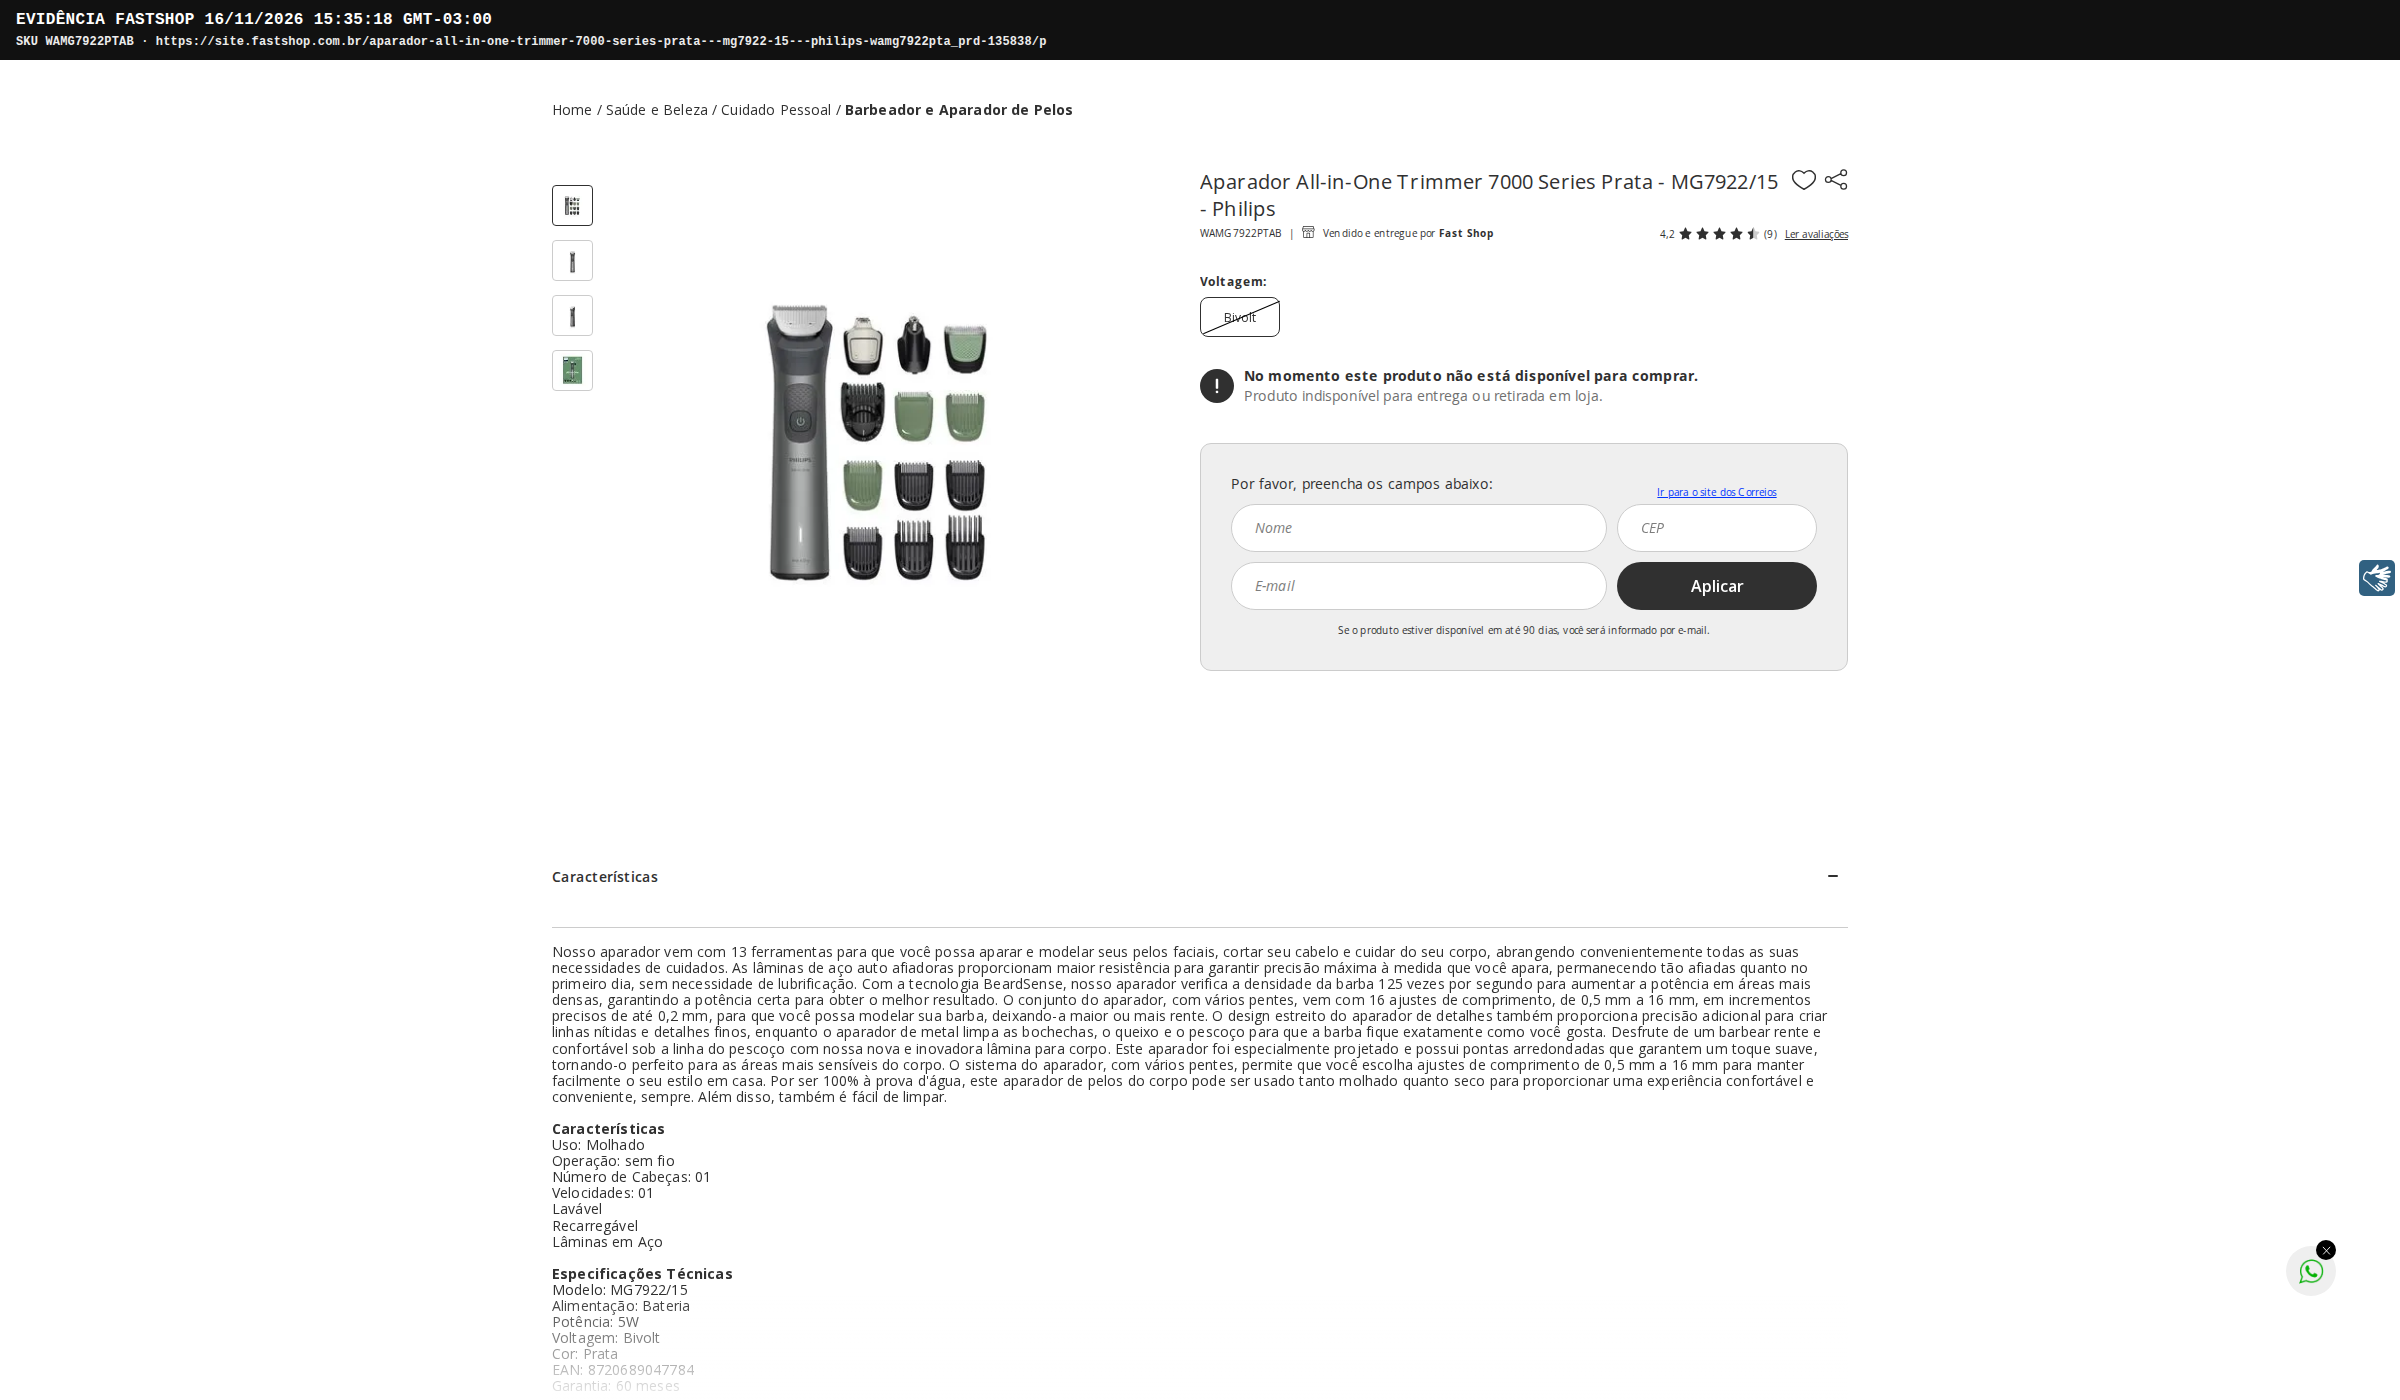 EVIDÊNCIA FASTSHOP 16/11/2026 15:35:18 GMT-03:00
SKU WAMG7922PTAB · https://site.fastshop.com.br/aparador-all-in-one-trimmer-7000-series-prata---mg7922-15---philips-wamg7922pta_prd-135838/p
Home / Saúde e Beleza / Cuidado Pessoal / Barbeador e Aparador de Pelos
Aparador All-in-One Trimmer 7000 Series Prata - MG7922/15
- Philips
WAMG7922PTAB | Vendido e entregue por Fast Shop
4,2 (9) Ler avaliações
Voltagem:
Bivolt
No momento este produto não está disponível para comprar.
Produto indisponível para entrega ou retirada em loja.
Por favor, preencha os campos abaixo:
Ir para o site dos Correios
Nome
CEP
E-mail
Aplicar
Se o produto estiver disponível em até 90 dias, você será informado por e-mail.
PHILIPS
Características
Nosso aparador vem com 13 ferramentas para que você possa aparar e modelar seus pelos faciais, cortar seu cabelo e cuidar do seu corpo, abrangendo convenientemente todas as suas
necessidades de cuidados. As lâminas de aço auto afiadoras proporcionam maior resistência para garantir precisão máxima à medida que você apara, permanecendo tão afiadas quanto no
primeiro dia, sem necessidade de lubrificação. Com a tecnologia BeardSense, nosso aparador verifica a densidade da barba 125 vezes por segundo para aumentar a potência em áreas mais
densas, garantindo a potência certa para obter o melhor resultado. O conjunto do aparador, com vários pentes, vem com 16 ajustes de comprimento, de 0,5 mm a 16 mm, em incrementos
precisos de até 0,2 mm, para que você possa modelar sua barba, deixando-a maior ou mais rente. O design estreito do aparador de detalhes também proporciona precisão adicional para criar
linhas nítidas e detalhes finos, enquanto o aparador de metal limpa as bochechas, o queixo e o pescoço para que a barba fique exatamente como você gosta. Desfrute de um barbear rente e
confortável sob a linha do pescoço com nossa nova e inovadora lâmina para corpo. Este aparador foi especialmente projetado e possui pontas arredondadas que garantem um toque suave,
tornando-o perfeito para as áreas mais sensíveis do corpo. O sistema do aparador, com vários pentes, permite que você escolha ajustes de comprimento de 0,5 mm a 16 mm para manter
facilmente o seu estilo em casa. Por ser 100% à prova d'água, este aparador de pelos do corpo pode ser usado tanto molhado quanto seco para proporcionar uma experiência confortável e
conveniente, sempre. Além disso, também é fácil de limpar.
Características
Uso: Molhado
Operação: sem fio
Número de Cabeças: 01
Velocidades: 01
Lavável
Recarregável
Lâminas em Aço
Especificações Técnicas
Modelo: MG7922/15
Alimentação: Bateria
Potência: 5W
Voltagem: Bivolt
Cor: Prata
EAN: 8720689047784
Garantia: 60 meses